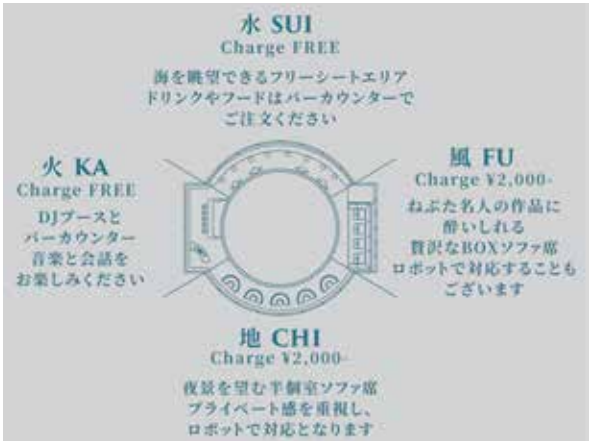 水 SUI
Charge FREE
海を眺望できるフリーシートエリア
ドリンクやフードはバーカウンターで
ご注文ください
火 KA
Charge FREE
DJブースと
バーカウンター
音楽と会話を
お楽しみください
風 FU
Charge ¥2,000-
ねぶた名人の作品に
酔いしれる
贅沢なBOXソファ席
ロボットで対応することも
ございます
地 CHI
Charge ¥2,000-
夜景を望む半個室ソファ席
プライベート感を重視し、
ロボットで対応となります